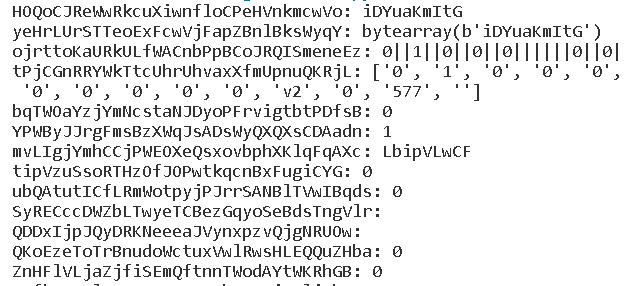 HOQoCJReWwRkcuXiwnfloCPeHVnkmcwVo: iDYuaKmItG
yeHrLUrSTTeoExFcwVjFapZBnlBksWyqY: bytearray(b'iDYuaKmItG')
ojrttoKaURkULfWACnbPpBCoJRQISmeneEz: 0||1||0||0||0||||||0||0|
tPjCGnRRYWkTtcUhrUhvaxXfmUpnuQKRjL: ['0', '1', '0', '0', '0',
'0', '0', '0', '0', '0', 'v2', '0', '577', '']
bqTWOaYzjYmNcstaNJDyoPFrvigtbtPDfsB: 0
YPWByJJrgFmsBzXWqJsADsWyQXQXsCDAadn: 1
mvLIgjYmhCCjPWEOXeQsxovbphXKlqFqAXc: LbipVLwCF
tipVzuSsoRTHzOfJOPwtkqcnBxFugiCYG: 0
ubQAtutICfLRmWotpyjPJrrSANBlTVwIBqds: 0
SyRECccDWZbLTwyeTCBezGqyoSeBdsTngVlr:
QDDxIjpJQyDRKNeeeaJVynxpzvQjgNRUOw:
QKoEzeToTrBnudoWctuxVwlRwsHLEQQuZHba: 0
ZnHFlVLjaZjfiSEmQftnnTWodAYtWKRhGB: 0